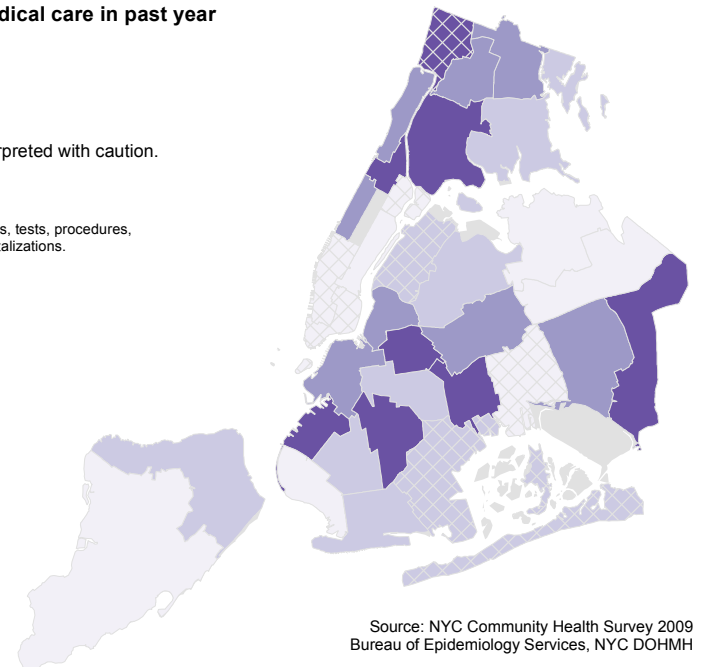 dical care in past year
rpreted with caution.
s, tests, procedures,
talizations.
Source: NYC Community Health Survey 2009
Bureau of Epidemiology Services, NYC DOHMH